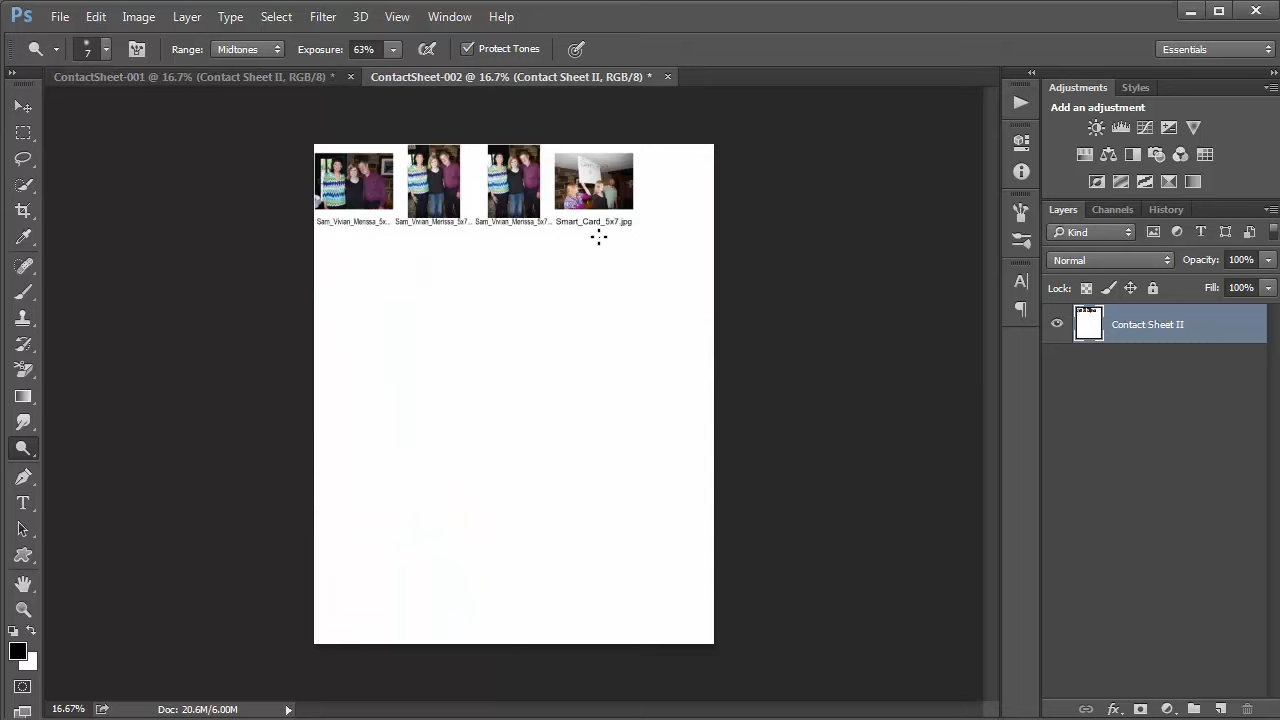 Ps File Edit Image Layer Type Select Filter 3D View Window Help
7 Range: Midtones Exposure: 63% Protect Tones Essentials
ContactSheet-001 @ 16.7% (Contact Sheet II, RGB/8) * × ContactSheet-002 @ 16.7% (Contact Sheet II, RGB/8) * ×
Adjustments Styles
Add an adjustment
Layers Channels History
Kind
Normal Opacity: 100%
Lock: Fill: 100%
Contact Sheet II
Sam_Vivian_Merissa_5x... Sam_Vivian_Merissa_5x7... Sam_Vivian_Merissa_5x7... Smart_Card_5x7.jpg
16.67% Doc: 20.6M/6.00M